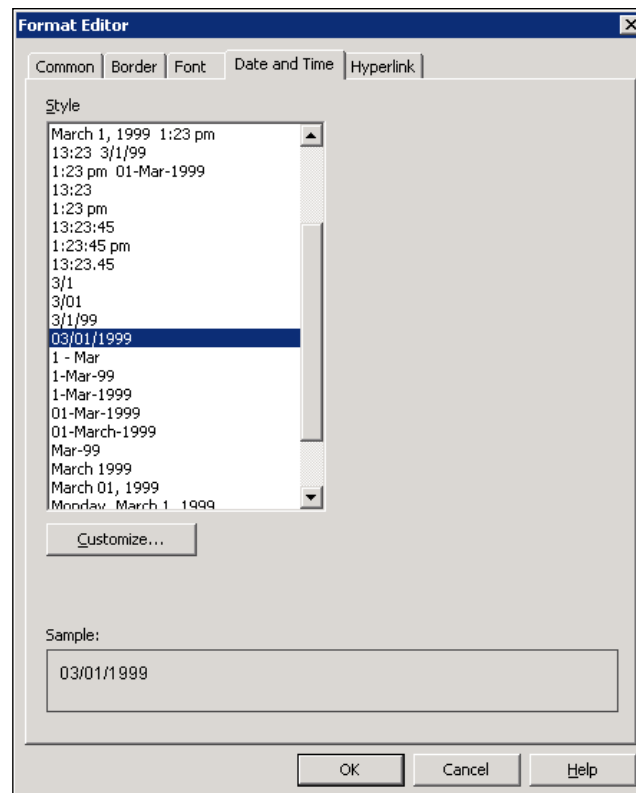 Format Editor
Common Border Font Date and Time Hyperlink
Style
March 1, 1999 1:23 pm
13:23 3/1/99
1:23 pm 01-Mar-1999
13:23
1:23 pm
13:23:45
1:23:45 pm
13:23.45
3/1
3/01
3/1/99
03/01/1999
1 - Mar
1-Mar-99
1-Mar-1999
01-Mar-1999
01-March-1999
Mar-99
March 1999
March 01, 1999
Monday, March 1, 1999
Customize...
Sample:
03/01/1999
OK Cancel Help